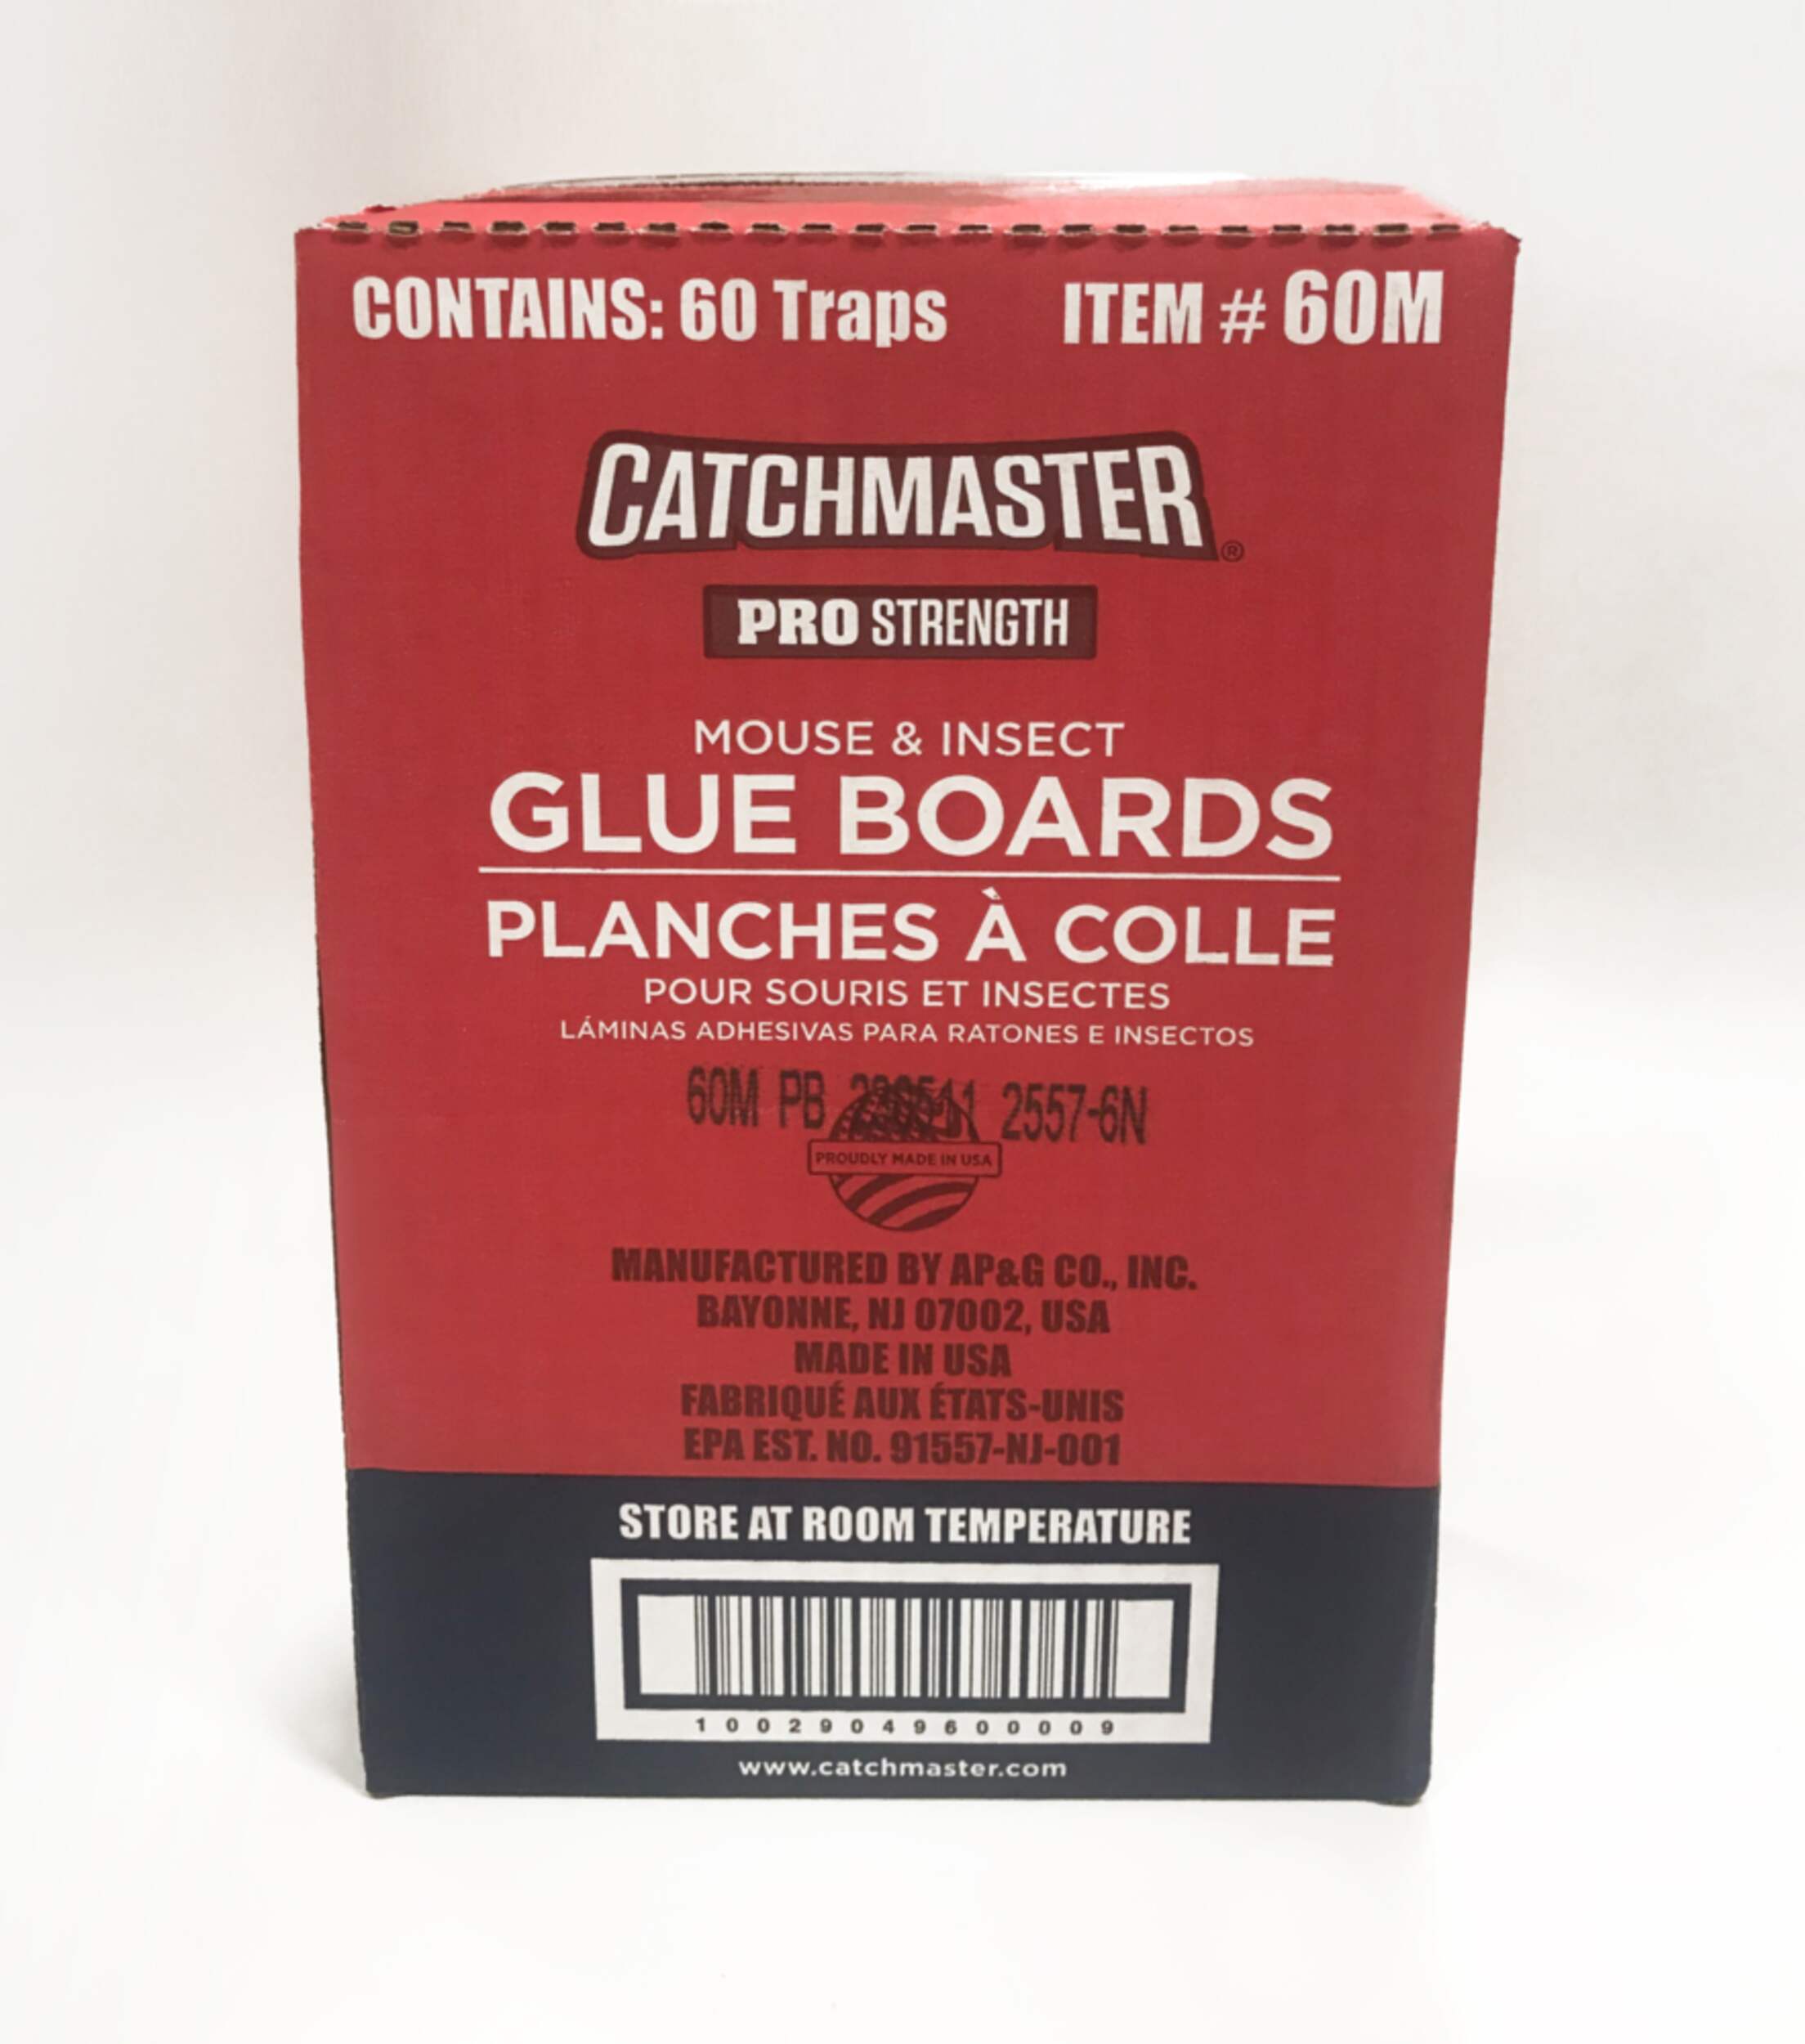 CONTAINS: 60 Traps ITEM # 60M
CATCHMASTER®
PRO STRENGTH
MOUSE & INSECT
GLUE BOARDS
PLANCHES À COLLE
POUR SOURIS ET INSECTES
LÁMINAS ADHESIVAS PARA RATONES E INSECTOS
60M PB 2557-6N
PROUDLY MADE IN USA
MANUFACTURED BY AP&G CO., INC.
BAYONNE, NJ 07002, USA
MADE IN USA
FABRIQUÉ AUX ÉTATS-UNIS
EPA EST. NO. 91557-NJ-001
STORE AT ROOM TEMPERATURE
10029049600009
www.catchmaster.com